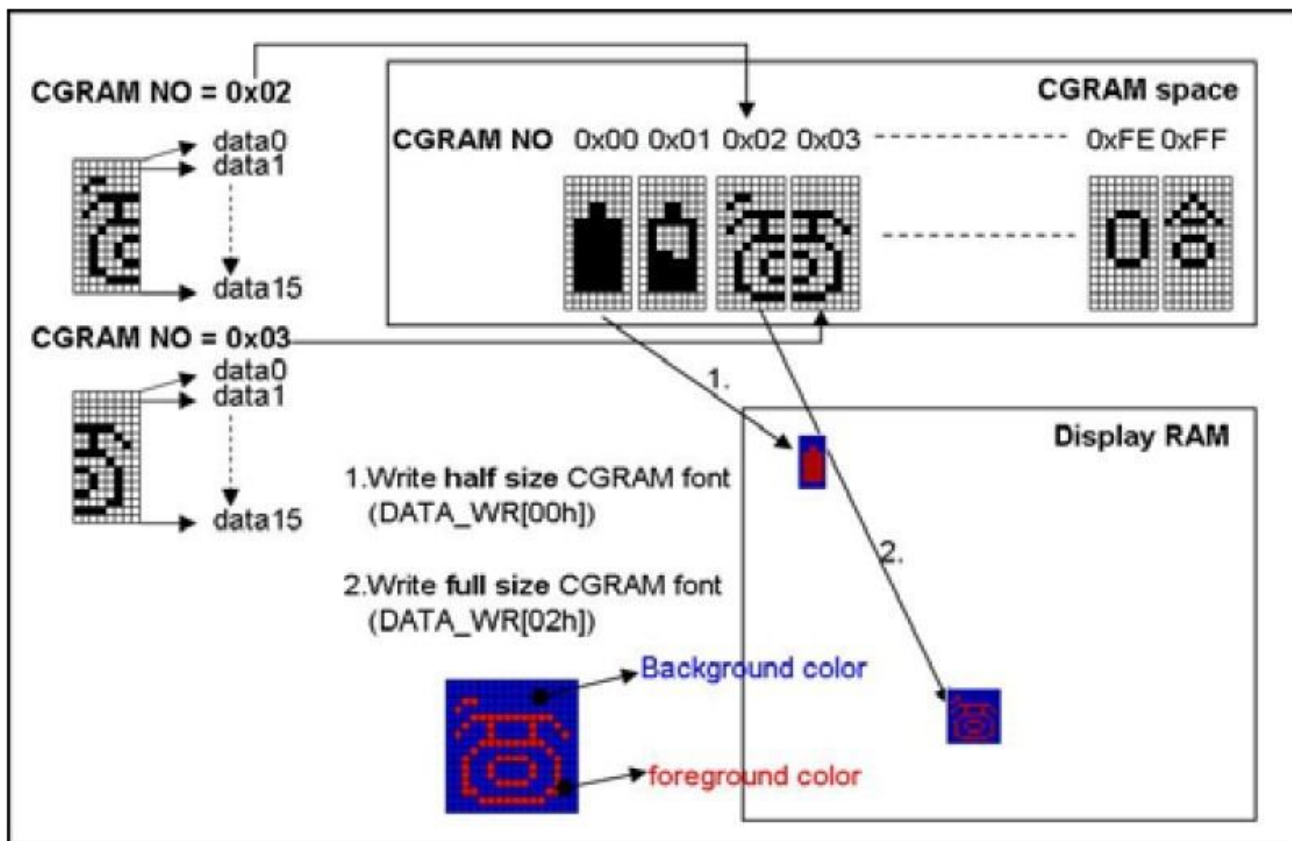 CGRAM NO = 0x02
data0
data1
data15
CGRAM NO = 0x03
data0
data1
data15
CGRAM space
CGRAM NO 0x00 0x01 0x02 0x03 0xFE 0xFF
1.
Display RAM
2.
1.Write half size CGRAM font
(DATA_WR[00h])
2.Write full size CGRAM font
(DATA_WR[02h])
Background color
foreground color